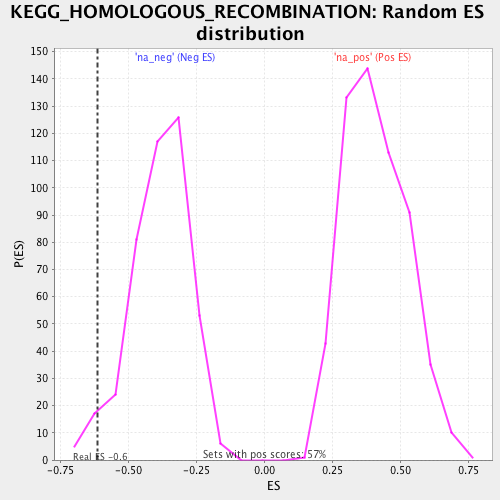 KEGG_HOMOLOGOUS_RECOMBINATION: Random ES
distribution
'na_neg' (Neg ES)
'na_pos' (Pos ES)
150
140
130
120
110
100
90
80
70
60
50
40
30
20
10
0
P(ES)
Real ES -0.6
Sets with pos scores: 57%
-0.75
-0.50
-0.25
0.00
0.25
0.50
0.75
ES